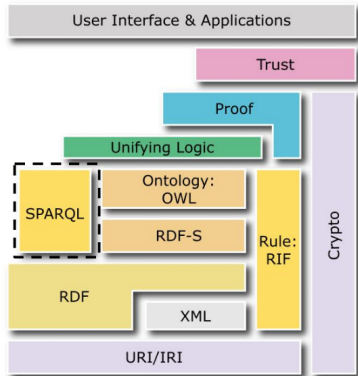 User Interface & Applications
Trust
Proof
Unifying Logic
Ontology:
OWL
SPARQL
RDF-S
Rule:
RIF
Crypto
RDF
XML
URI/IRI